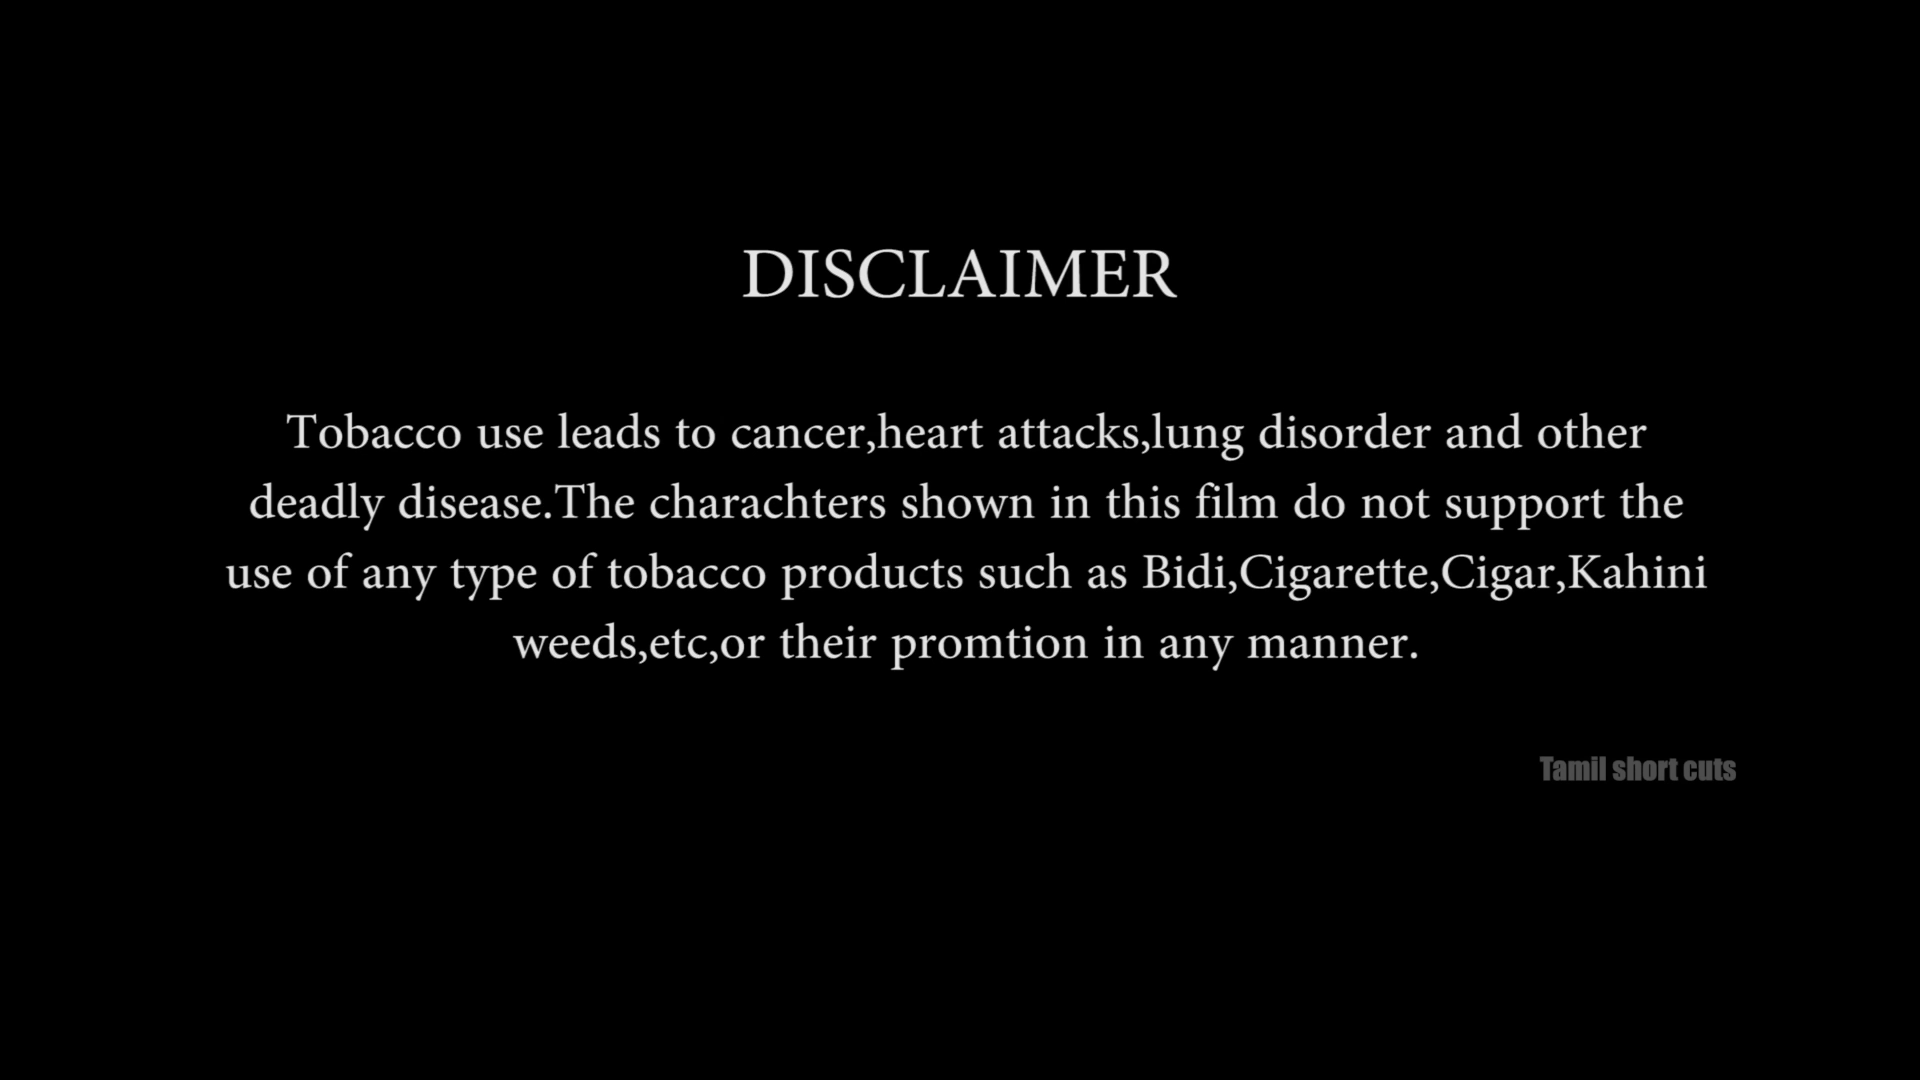 DISCLAIMER
Tobacco use leads to cancer,heart attacks,lung disorder and other
deadly disease.The charachters shown in this film do not support the
use of any type of tobacco products such as Bidi,Cigarette,Cigar,Kahini
weeds,etc,or their promtion in any manner.
Tamil short cuts